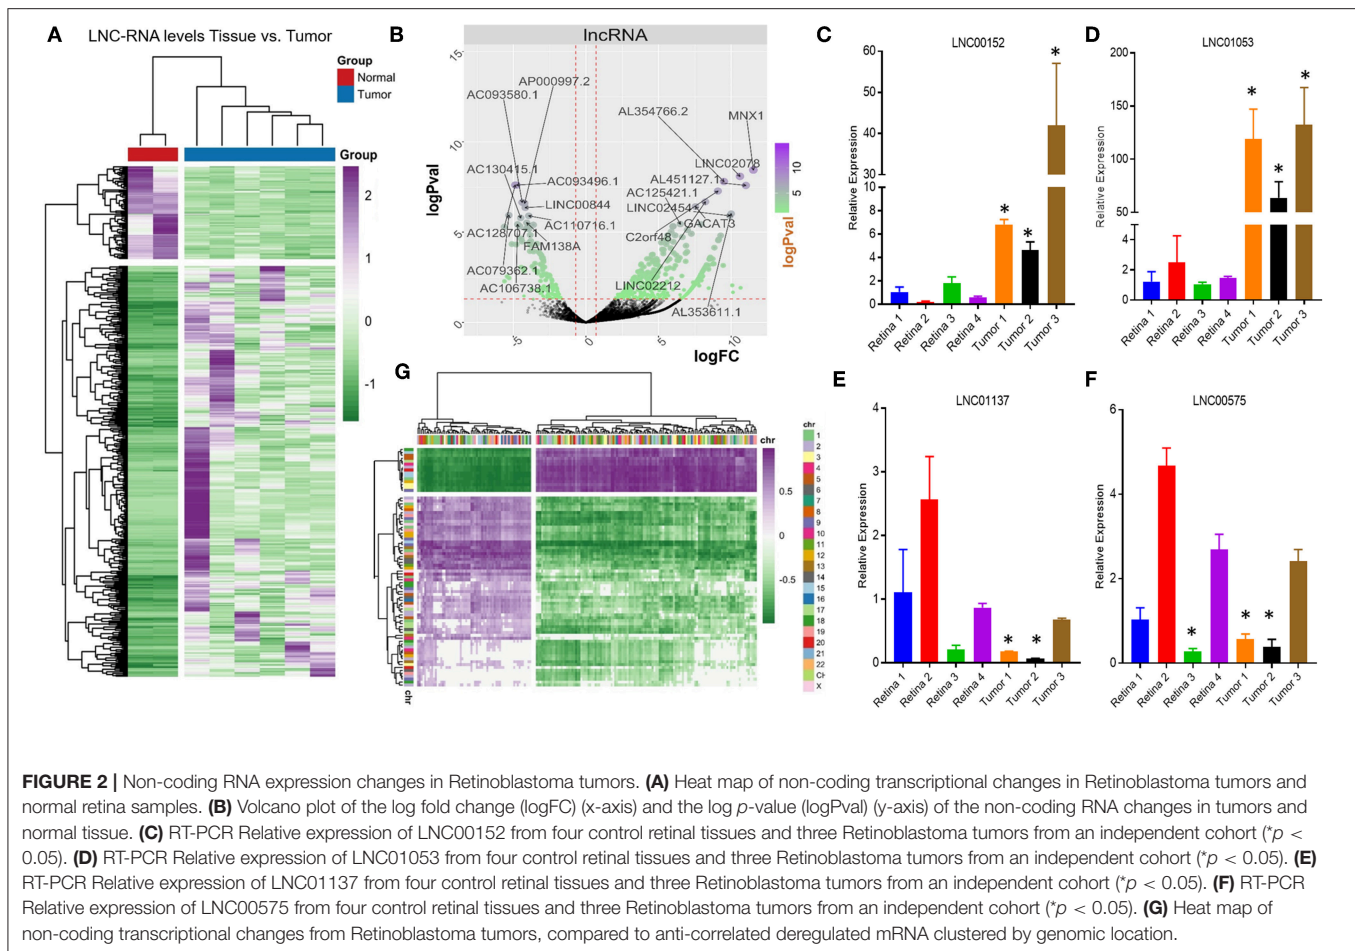 A
LNC-RNA levels Tissue vs. Tumor
Group
Normal
Tumor
Group
2
1
0
-1
B
lncRNA
15
10
5
0
logPval
-5
0
5
10
logFC
AP000997.2
AC093580.1
AC130415.1
AC093496.1
LINC00844
AC110716.1
AC128707.1
FAM138A
AC079362.1
AC106738.1
AL354766.2
MNX1
LINC02078
AL451127.1
AC125421.1
LINC02454
GACAT3
C2orf48
LINC02212
AL353611.1
10
5
logPval
C
LNC00152
Relative Expression
60
50
40
30
10
8
6
4
2
0
Retina 1
Retina 2
Retina 3
Retina 4
Tumor 1
Tumor 2
Tumor 3
* * *
D
LNC01053
Relative Expression
200
150
100
50
4
2
0
Retina 1
Retina 2
Retina 3
Retina 4
Tumor 1
Tumor 2
Tumor 3
* * *
G
chr
0.5
0
-0.5
chr
chr
1
2
3
4
5
6
7
8
9
10
11
12
13
14
15
16
17
18
19
20
21
22
CH
X
E
LNC01137
Relative Expression
4
3
2
1
0
Retina 1
Retina 2
Retina 3
Retina 4
Tumor 1
Tumor 2
Tumor 3
* *
F
LNC00575
Relative Expression
6
4
2
0
Retina 1
Retina 2
Retina 3
Retina 4
Tumor 1
Tumor 2
Tumor 3
* * *
FIGURE 2 | Non-coding RNA expression changes in Retinoblastoma tumors. (A) Heat map of non-coding transcriptional changes in Retinoblastoma tumors and
normal retina samples. (B) Volcano plot of the log fold change (logFC) (x-axis) and the log p-value (logPval) (y-axis) of the non-coding RNA changes in tumors and
normal tissue. (C) RT-PCR Relative expression of LNC00152 from four control retinal tissues and three Retinoblastoma tumors from an independent cohort (*p <
0.05). (D) RT-PCR Relative expression of LNC01053 from four control retinal tissues and three Retinoblastoma tumors from an independent cohort (*p < 0.05). (E)
RT-PCR Relative expression of LNC01137 from four control retinal tissues and three Retinoblastoma tumors from an independent cohort (*p < 0.05). (F) RT-PCR
Relative expression of LNC00575 from four control retinal tissues and three Retinoblastoma tumors from an independent cohort (*p < 0.05). (G) Heat map of
non-coding transcriptional changes from Retinoblastoma tumors, compared to anti-correlated deregulated mRNA clustered by genomic location.